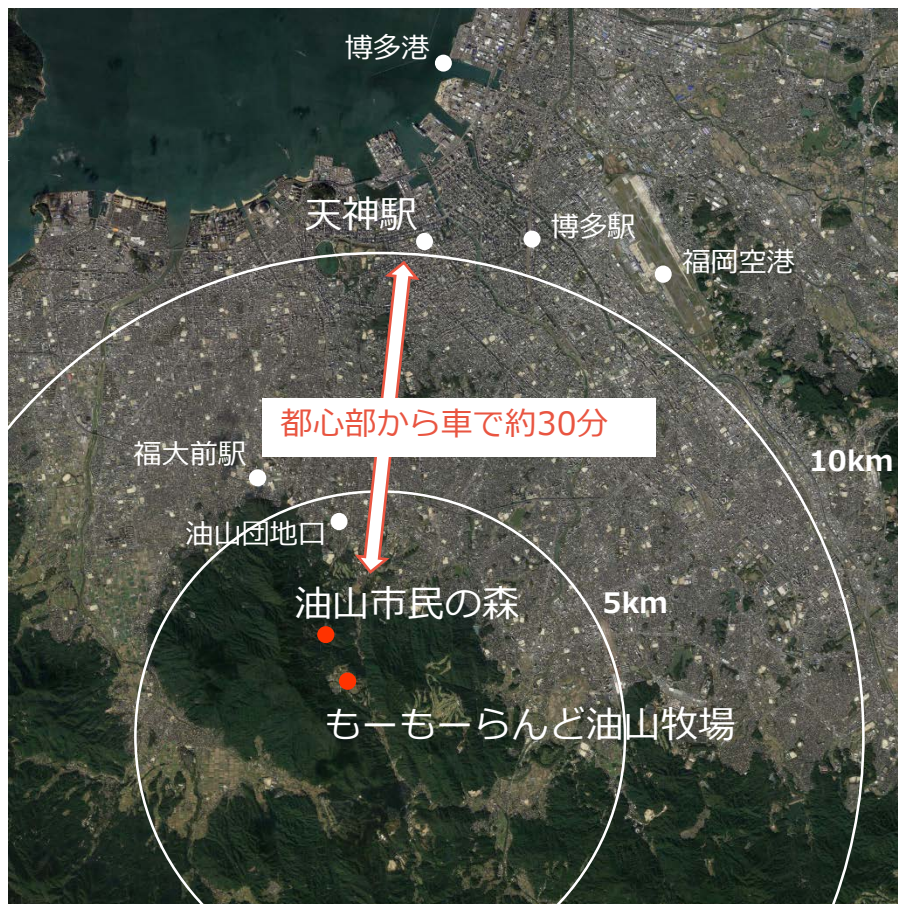 博多港
天神駅
博多駅
福岡空港
都心部から車で約30分
福大前駅
10km
油山団地口
油山市民の森
5km
もーもーらんど油山牧場